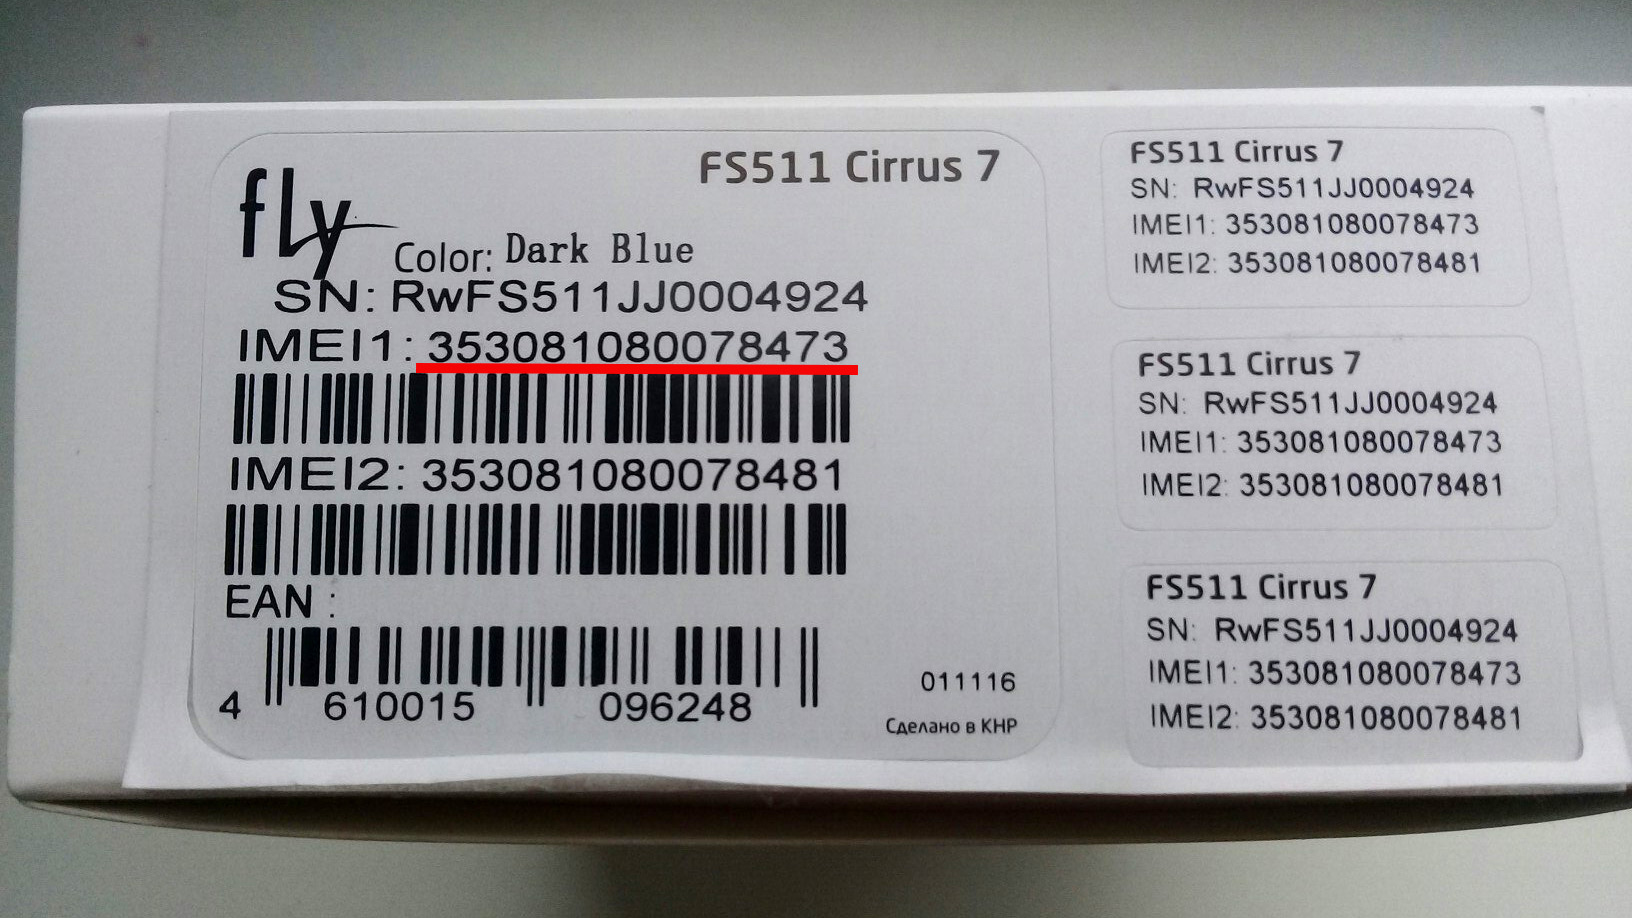 fly
FS511 Cirrus 7
Color: Dark Blue
SN: RwFS511JJ0004924
IMEI1: 353081080078473
IMEI2: 353081080078481
EAN :
4 610015 096248
011116
Сделано в КНР
FS511 Cirrus 7
SN: RwFS511JJ0004924
IMEI1: 353081080078473
IMEI2: 353081080078481
FS511 Cirrus 7
SN: RwFS511JJ0004924
IMEI1: 353081080078473
IMEI2: 353081080078481
FS511 Cirrus 7
SN: RwFS511JJ0004924
IMEI1: 353081080078473
IMEI2: 353081080078481